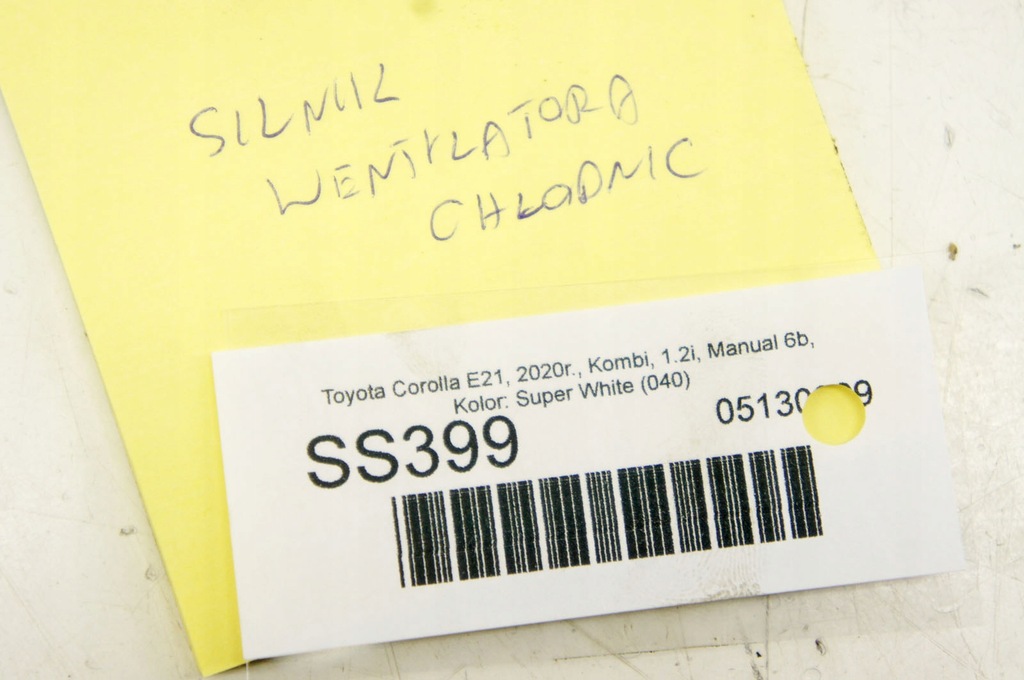 SILNIK
WENTYLATORA
CHŁODNIC
Toyota Corolla E21, 2020r., Kombi, 1.2i, Manual 6b,
Kolor: Super White (040)
SS399